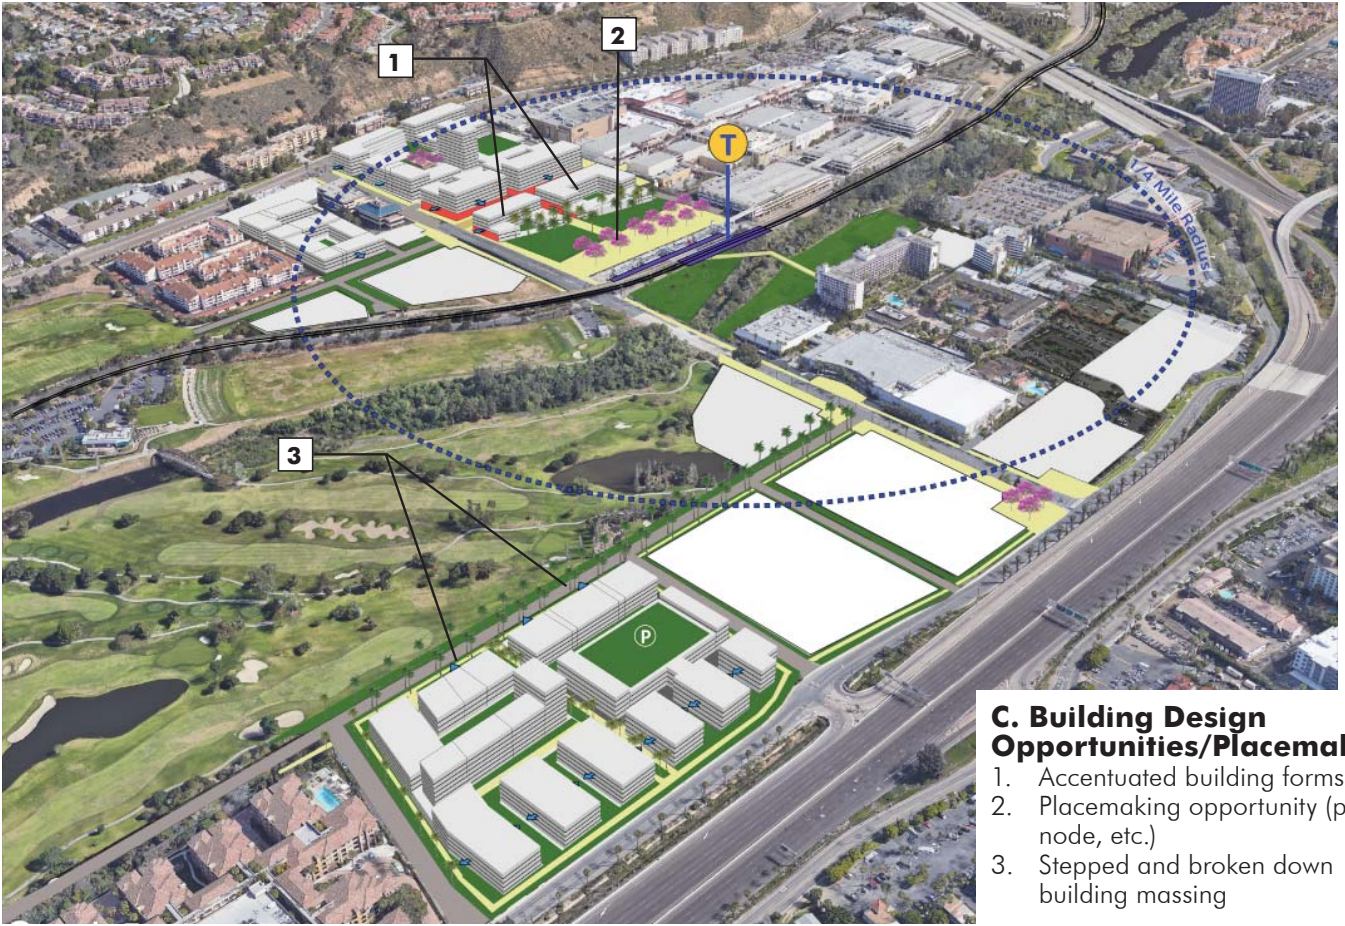 1
2
T
1/4 Mile Radius
3
P
C. Building Design
Opportunities/Placemal
1. Accentuated building forms
2. Placemaking opportunity (p
node, etc.)
3. Stepped and broken down
building massing